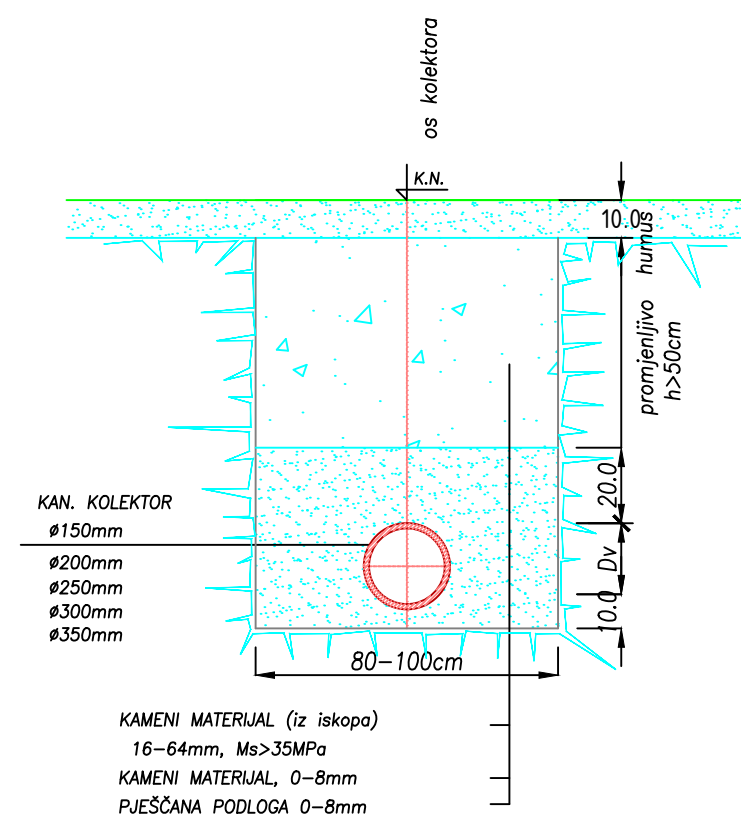 os kolektora
K.N.
10.0
humus
promjenljivo
h>50cm
20.0
Dv
10.0
KAN. KOLEKTOR
ø150mm
ø200mm
ø250mm
ø300mm
ø350mm
80-100cm
KAMENI MATERIJAL (iz iskopa)
16-64mm, Ms>35MPa
KAMENI MATERIJAL, 0-8mm
PJEŠČANA PODLOGA 0-8mm